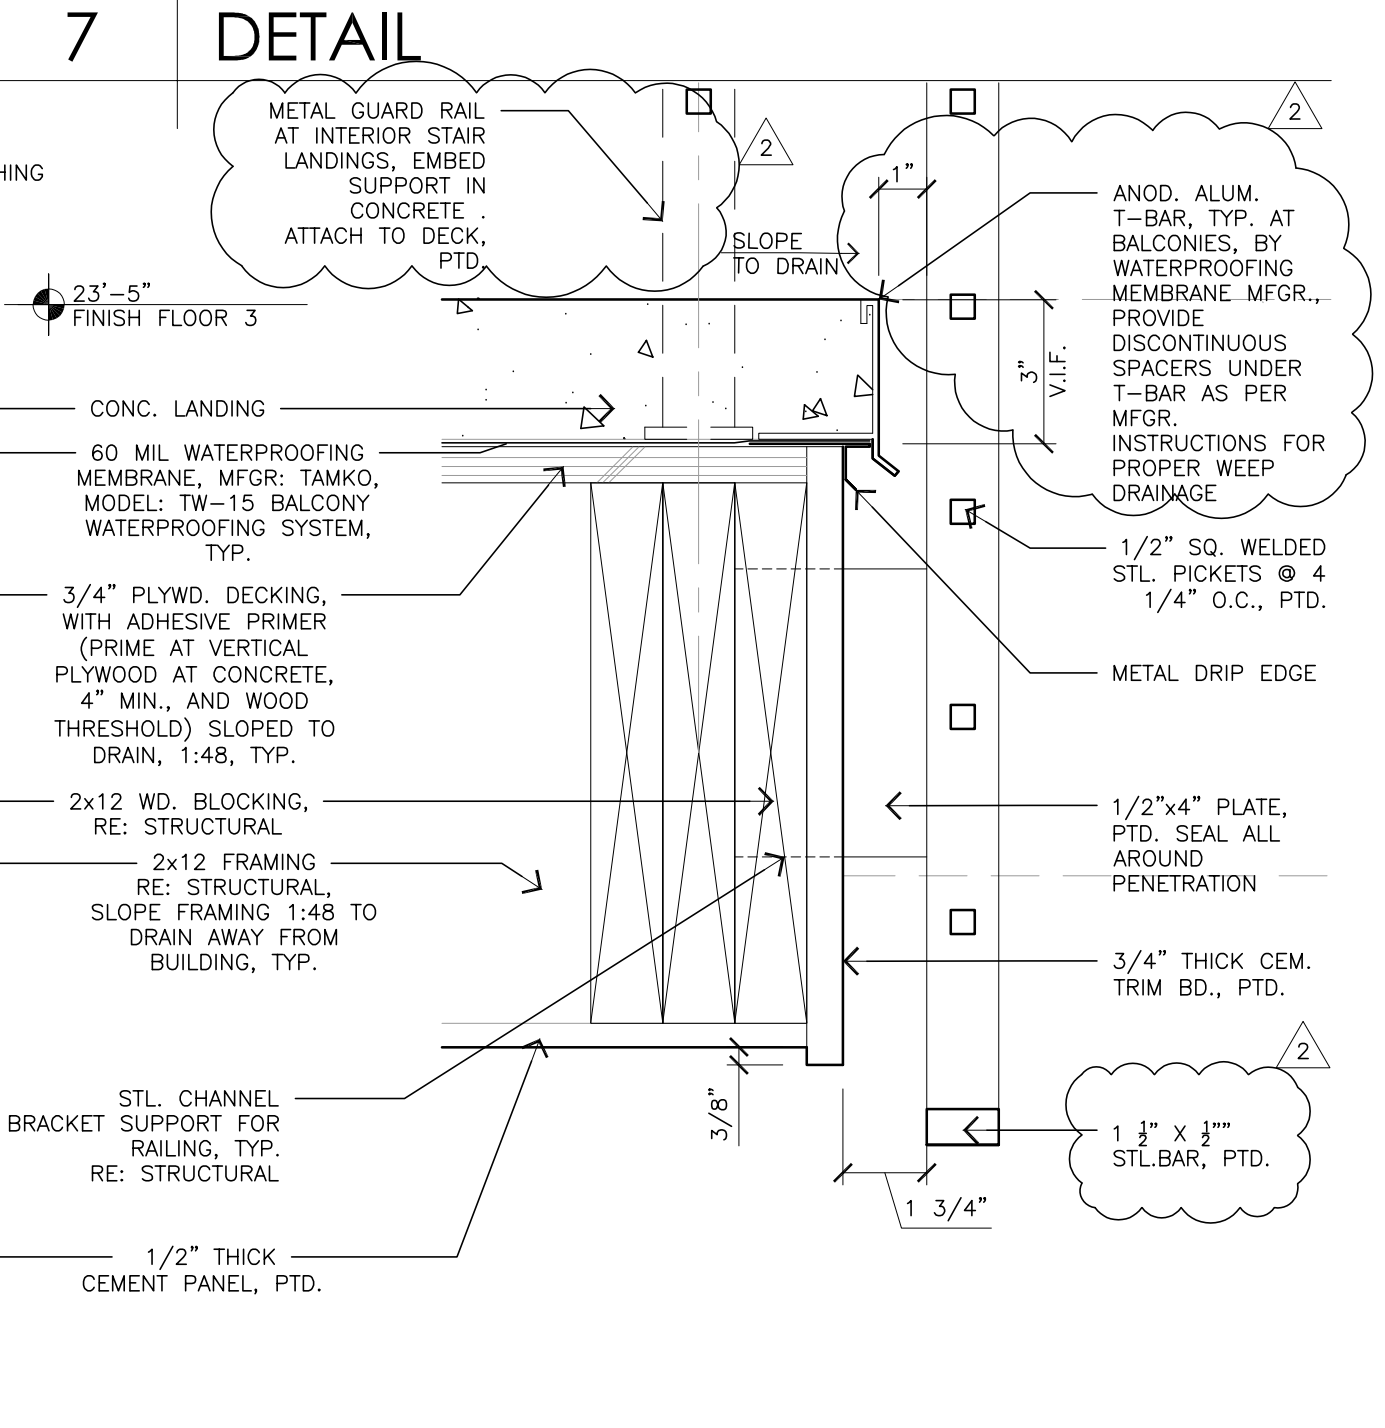 7 DETAIL
METAL GUARD RAIL
AT INTERIOR STAIR
LANDINGS, EMBED
SUPPORT IN
CONCRETE .
ATTACH TO DECK,
PTD.
2
2
HING
1”
SLOPE
TO DRAIN
ANOD. ALUM.
T-BAR, TYP. AT
BALCONIES, BY
WATERPROOFING
MEMBRANE MFGR.,
PROVIDE
DISCONTINUOUS
SPACERS UNDER
T-BAR AS PER
MFGR.
INSTRUCTIONS FOR
PROPER WEEP
DRAINAGE
23’-5”
FINISH FLOOR 3
3”
V.I.F.
CONC. LANDING
60 MIL WATERPROOFING
MEMBRANE, MFGR: TAMKO,
MODEL: TW-15 BALCONY
WATERPROOFING SYSTEM,
TYP.
1/2” SQ. WELDED
STL. PICKETS @ 4
1/4” O.C., PTD.
3/4” PLYWD. DECKING,
WITH ADHESIVE PRIMER
(PRIME AT VERTICAL
PLYWOOD AT CONCRETE,
4” MIN., AND WOOD
THRESHOLD) SLOPED TO
DRAIN, 1:48, TYP.
METAL DRIP EDGE
2x12 WD. BLOCKING,
RE: STRUCTURAL
1/2”x4” PLATE,
PTD. SEAL ALL
AROUND
PENETRATION
2x12 FRAMING
RE: STRUCTURAL,
SLOPE FRAMING 1:48 TO
DRAIN AWAY FROM
BUILDING, TYP.
3/4” THICK CEM.
TRIM BD., PTD.
2
STL. CHANNEL
BRACKET SUPPORT FOR
RAILING, TYP.
RE: STRUCTURAL
3/8”
1 ½” X ½””
STL.BAR, PTD.
1 3/4”
1/2” THICK
CEMENT PANEL, PTD.